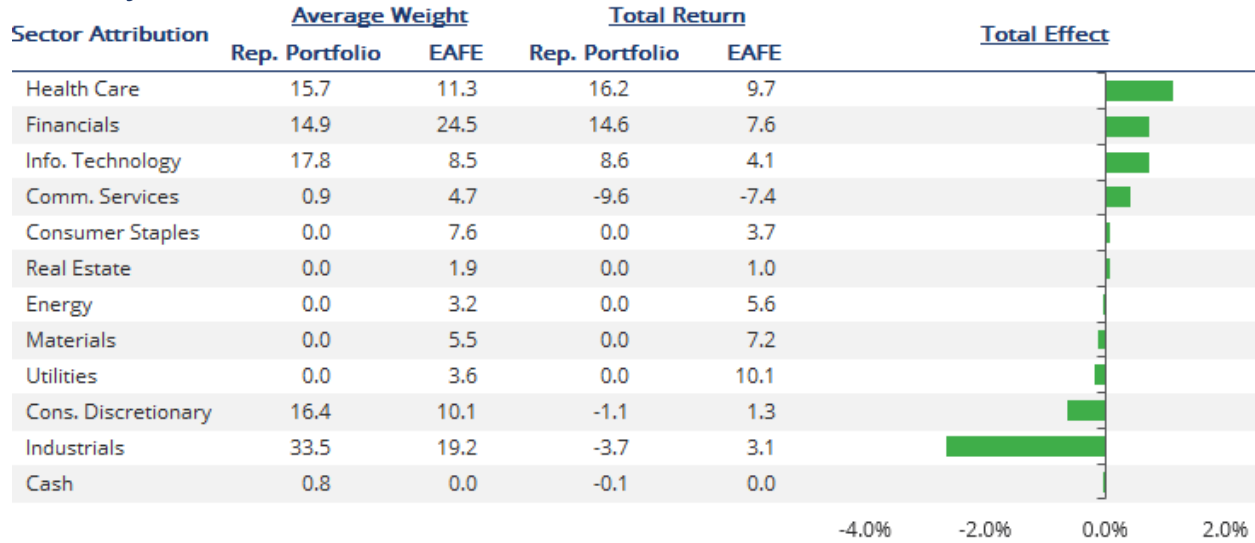 Average Weight Total Return
Sector Attribution Total Effect
Rep. Portfolio EAFE Rep. Portfolio EAFE
Health Care 15.7 11.3 16.2 9.7
Financials 14.9 24.5 14.6 7.6
Info. Technology 17.8 8.5 8.6 4.1
Comm. Services 0.9 4.7 -9.6 -7.4
Consumer Staples 0.0 7.6 0.0 3.7
Real Estate 0.0 1.9 0.0 1.0
Energy 0.0 3.2 0.0 5.6
Materials 0.0 5.5 0.0 7.2
Utilities 0.0 3.6 0.0 10.1
Cons. Discretionary 16.4 10.1 -1.1 1.3
Industrials 33.5 19.2 -3.7 3.1
Cash 0.8 0.0 -0.1 0.0
-4.0% -2.0% 0.0% 2.0%